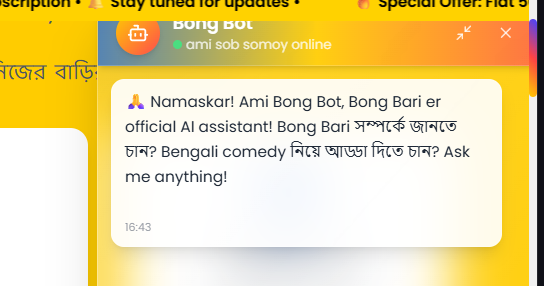 scription • 🔔 Stay tuned for updates •
🔥 Special Offer: Flat 5
Bong Bot
ami sob somoy online
নিজের বাড়ির
🙏 Namaskar! Ami Bong Bot, Bong Bari er
official AI assistant! Bong Bari সম্পর্কে জানতে
চান? Bengali comedy নিয়ে আড্ডা দিতে চান? Ask
me anything!
16:43